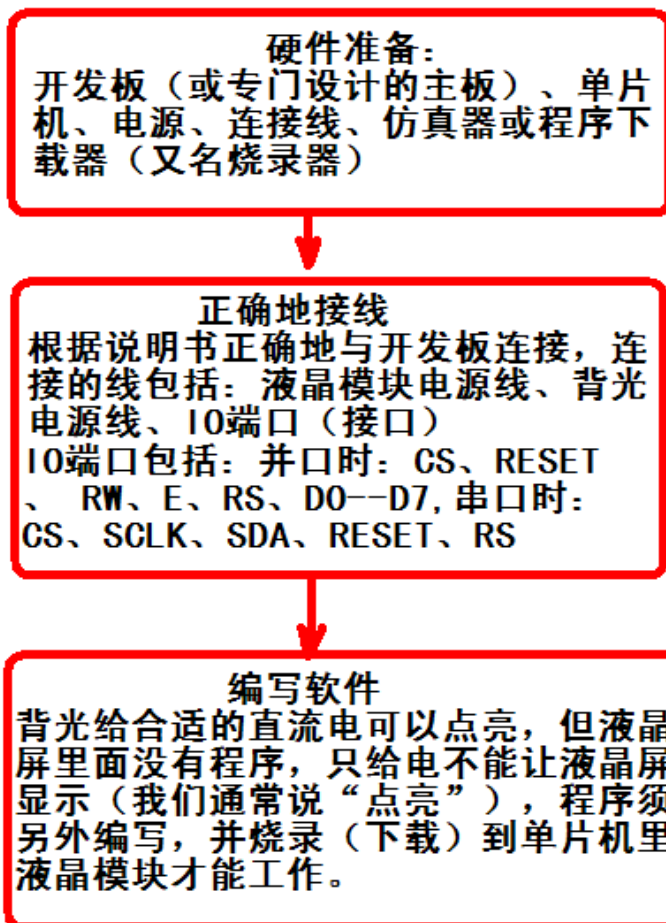 硬件准备：
开发板（或专门设计的主板）、单片
机、电源、连接线、仿真器或程序下
载器（又名烧录器）
正确地接线
根据说明书正确地与开发板连接，连
接的线包括：液晶模块电源线、背光
电源线、IO端口（接口）
IO端口包括：并口时：CS、RESET
、 RW、E、RS、D0--D7,串口时：
CS、SCLK、SDA、RESET、RS
编写软件
背光给合适的直流电可以点亮，但液晶
屏里面没有程序，只给电不能让液晶屏
显示（我们通常说“点亮”），程序须
另外编写，并烧录（下载）到单片机里
液晶模块才能工作。